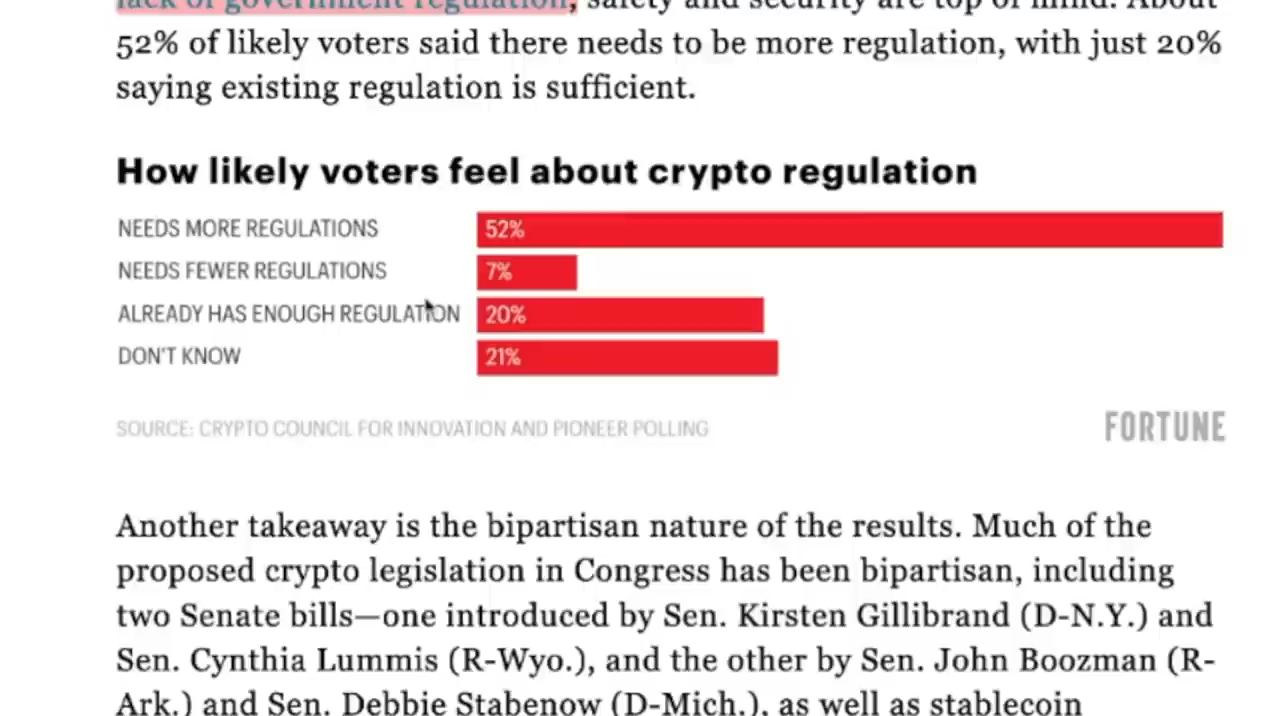 lack of government regulation, safety and security are top of mind. About
52% of likely voters said there needs to be more regulation, with just 20%
saying existing regulation is sufficient.
How likely voters feel about crypto regulation
NEEDS MORE REGULATIONS 52%
NEEDS FEWER REGULATIONS 7%
ALREADY HAS ENOUGH REGULATION 20%
DON'T KNOW 21%
SOURCE: CRYPTO COUNCIL FOR INNOVATION AND PIONEER POLLING FORTUNE
Another takeaway is the bipartisan nature of the results. Much of the
proposed crypto legislation in Congress has been bipartisan, including
two Senate bills—one introduced by Sen. Kirsten Gillibrand (D-N.Y.) and
Sen. Cynthia Lummis (R-Wyo.), and the other by Sen. John Boozman (R-
Ark.) and Sen. Debbie Stabenow (D-Mich.), as well as stablecoin